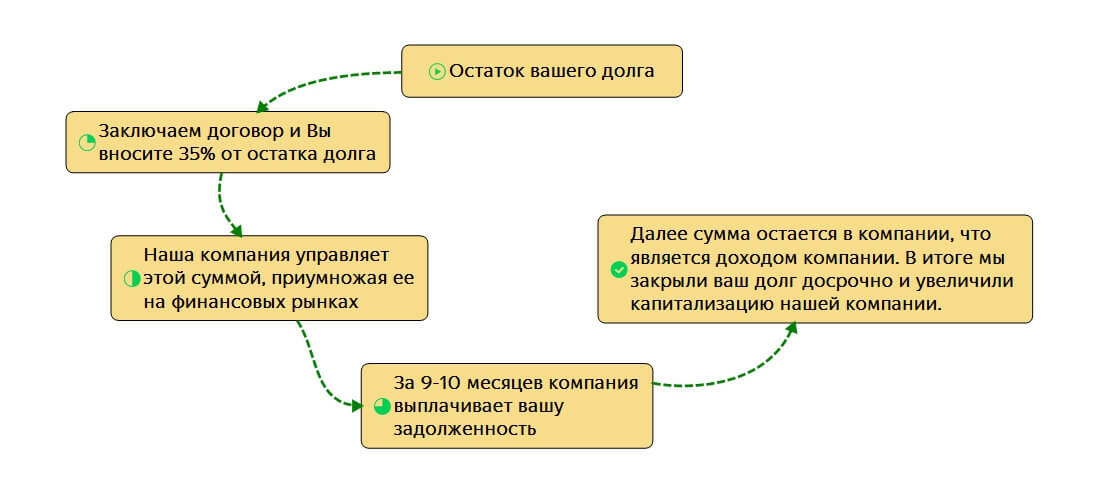 Остаток вашего долга
Заключаем договор и Вы
вносите 35% от остатка долга
Наша компания управляет
этой суммой, приумножая ее
на финансовых рынках
За 9-10 месяцев компания
выплачивает вашу
задолженность
Далее сумма остается в компании, что
является доходом компании. В итоге мы
закрыли ваш долг досрочно и увеличили
капитализацию нашей компании.